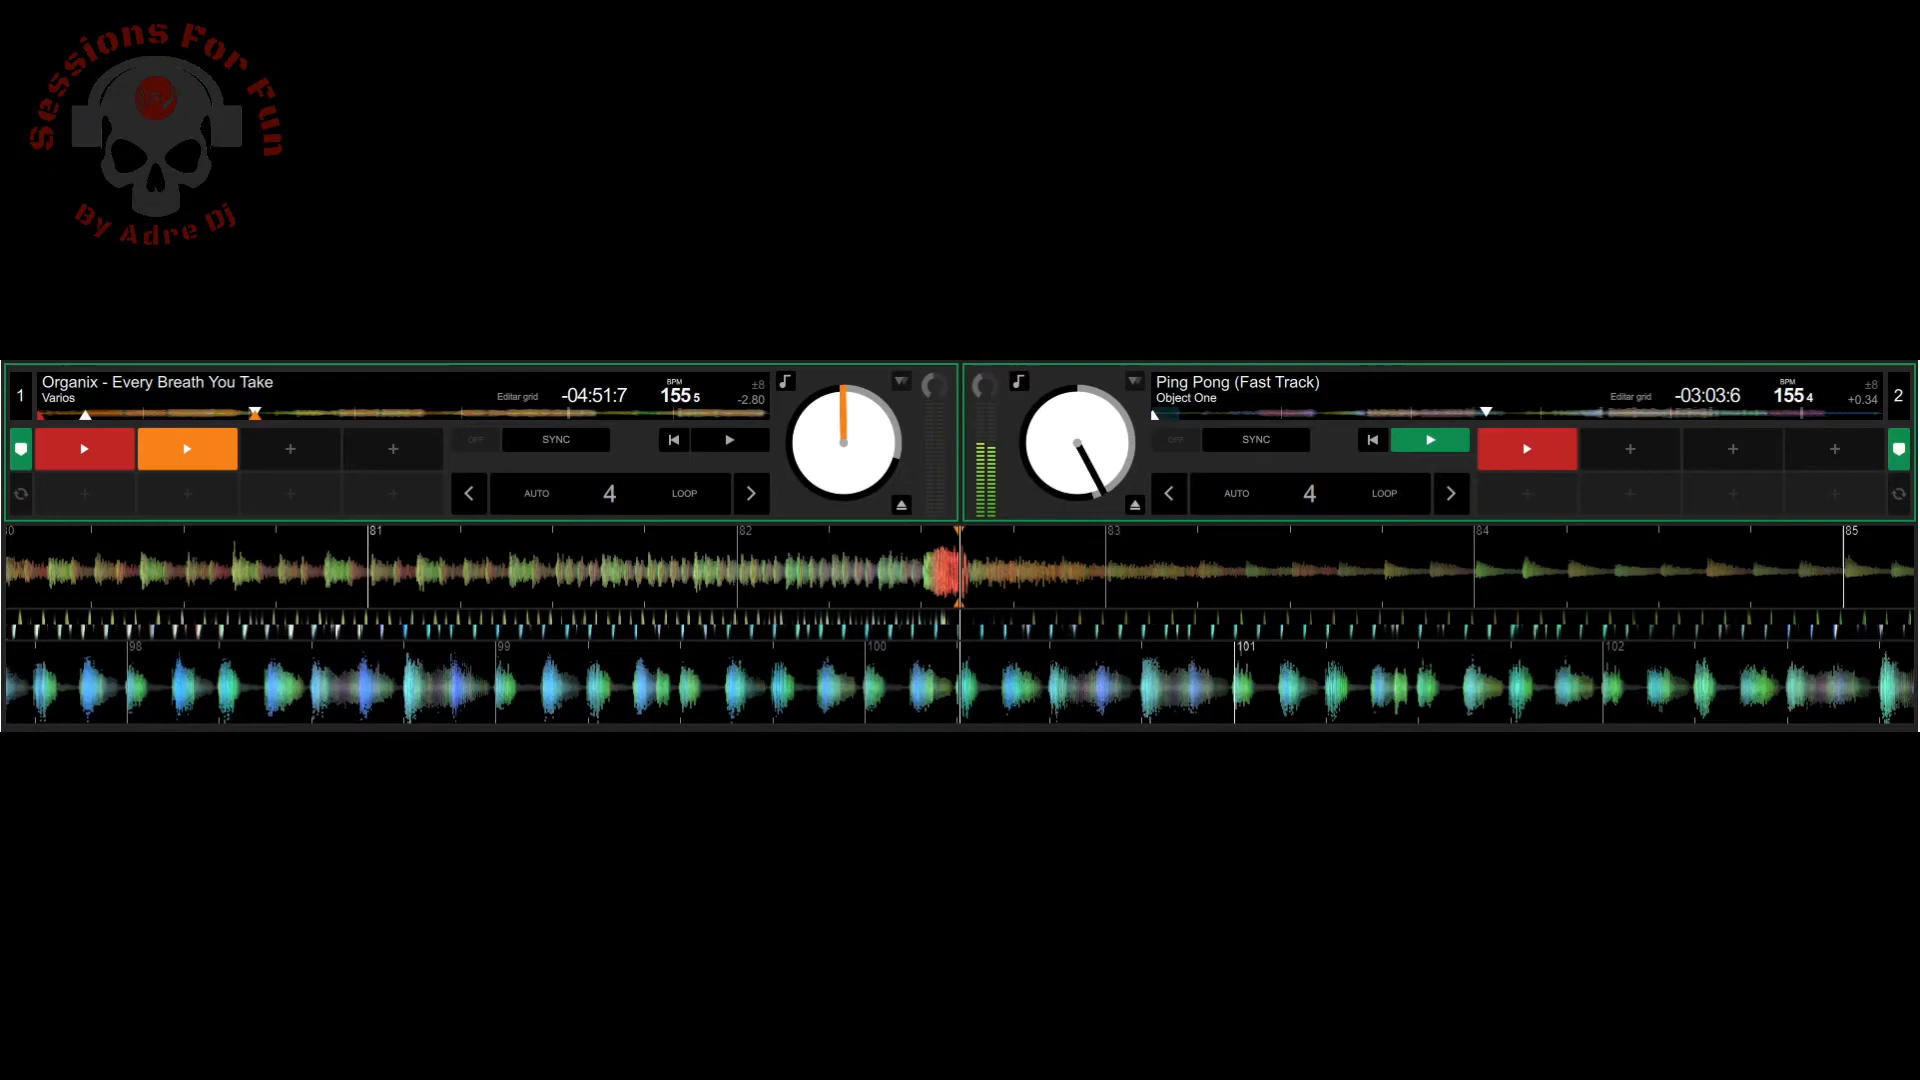 Sessions For Fun
By Adre Dj
1
Organix - Every Breath You Take
Varios
Editar grid
-04:51:7
BPM
155 5
±8
-2.80
OFF
SYNC
AUTO
4
LOOP
Ping Pong (Fast Track)
Object One
Editar grid
-03:03:6
BPM
155 4
±8
+0.34
2
OFF
SYNC
AUTO
4
LOOP
81
82
83
84
85
98
99
100
101
102